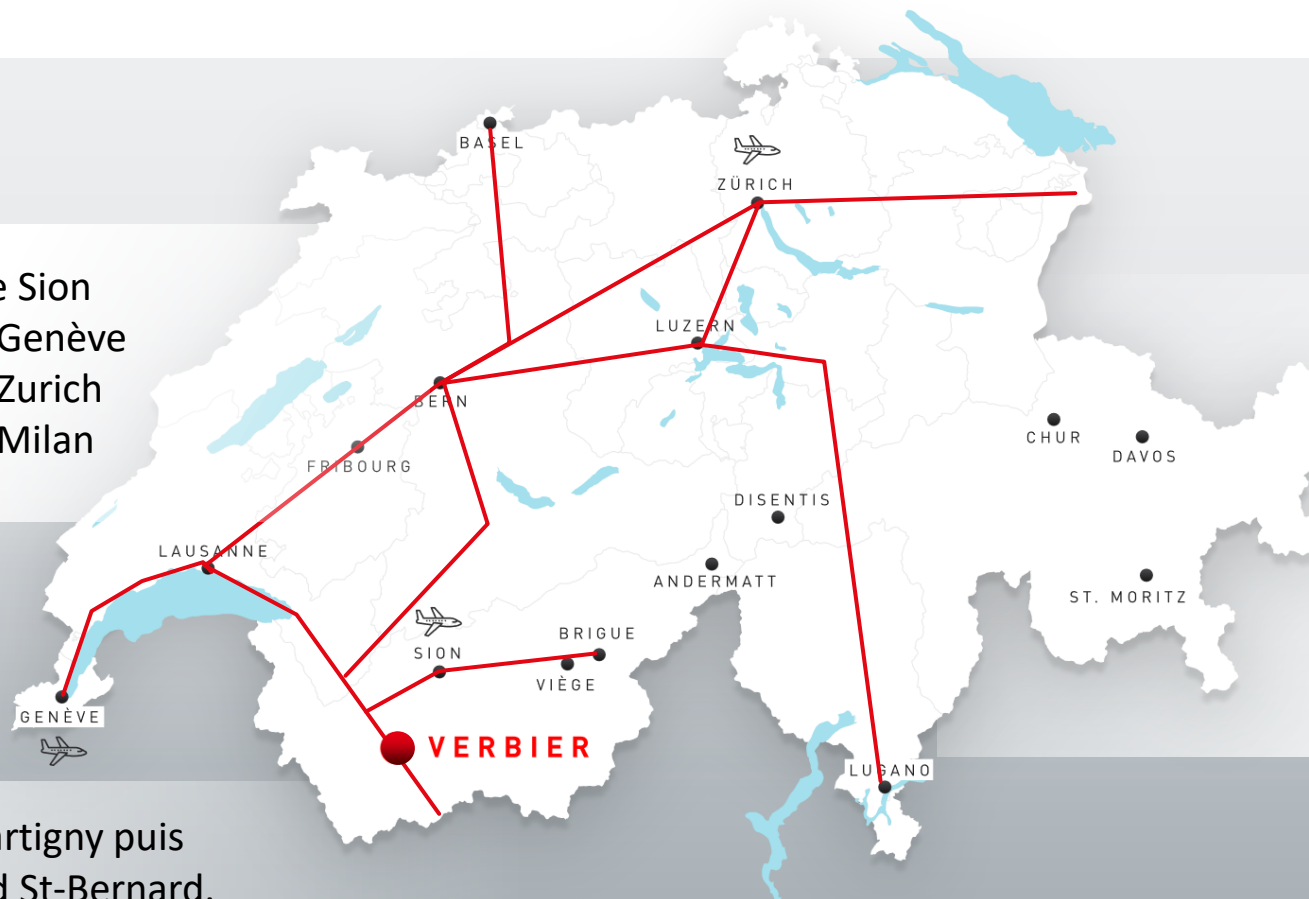 BASEL
ZÜRICH
e Sion
Genève
Zurich
Milan
LUZERN
BERN
FRIBOURG
CHUR
DAVOS
DISENTIS
LAUSANNE
ANDERMATT
ST. MORITZ
BRIGUE
SION
VIÈGE
GENÈVE
VERBIER
LUGANO
artigny puis
d St-Bernard.